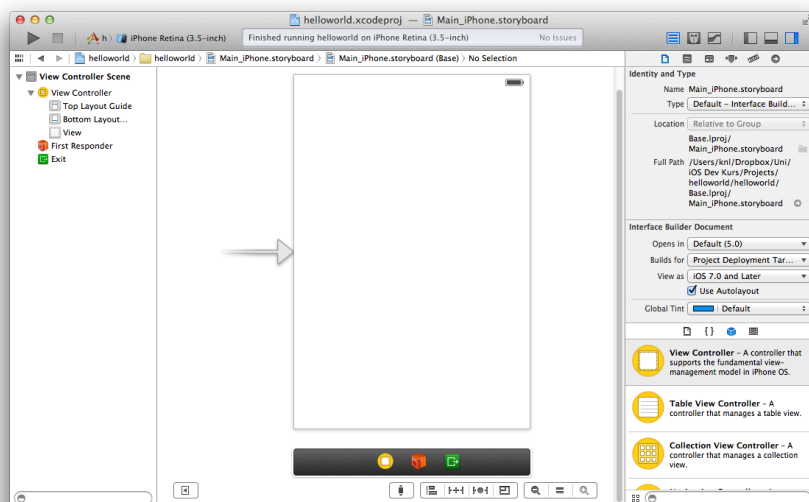 helloworld.xcodeproj — Main_iPhone.storyboard
h iPhone Retina (3.5-inch)
Finished running helloworld on iPhone Retina (3.5-inch) No Issues
helloworld helloworld Main_iPhone.storyboard Main_iPhone.storyboard (Base) No Selection
View Controller Scene
View Controller
Top Layout Guide
Bottom Layout...
View
First Responder
Exit
Identity and Type
Name Main_iPhone.storyboard
Type Default – Interface Build...
Location Relative to Group
Base.lproj/
Main_iPhone.storyboard
Full Path /Users/knl/Dropbox/Uni/
iOS Dev Kurs/Projects/
helloworld/helloworld/
Base.lproj/
Main_iPhone.storyboard
Interface Builder Document
Opens in Default (5.0)
Builds for Project Deployment Tar...
View as iOS 7.0 and Later
Use Autolayout
Global Tint Default
View Controller – A controller that
supports the fundamental view-
management model in iPhone OS.
Table View Controller – A
controller that manages a table view.
Collection View Controller – A
controller that manages a collection
view.